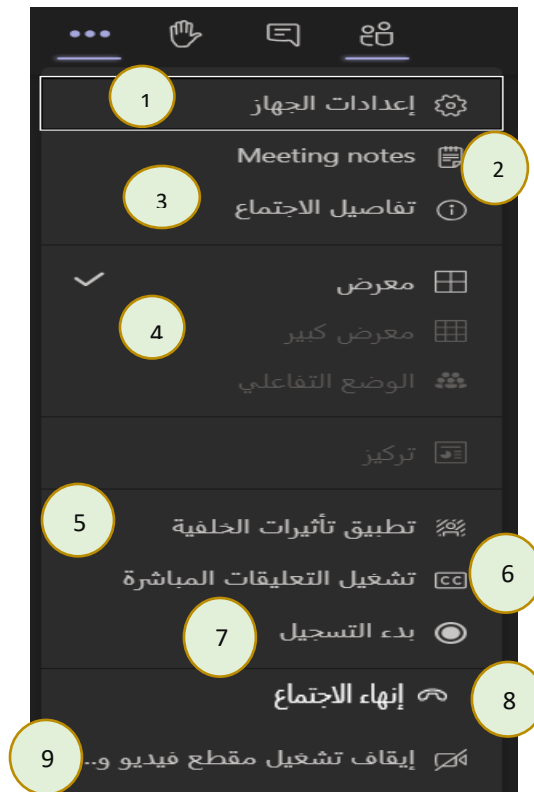 1 إعدادات الجهاز
Meeting notes 2
3 تفاصيل الاجتماع
معرض
4 معرض كبير
الوضع التفاعلي
تركيز
5 تطبيق تأثيرات الخلفية
6 تشغيل التعليقات المباشرة CC
7 بدء التسجيل
8 إنهاء الاجتماع
9 إيقاف تشغيل مقطع فيديو و..